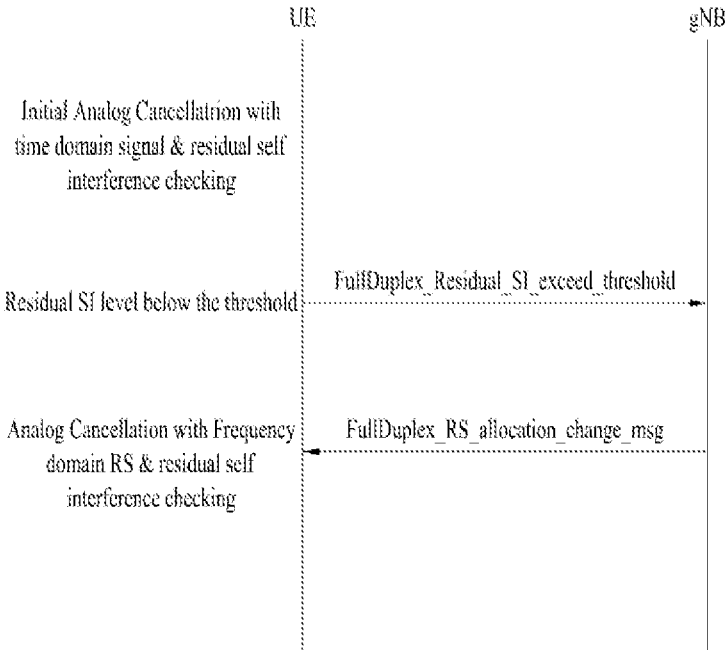 UE
gNB
Initial Analog Cancellatrion with
time domain signal & residual self
interference checking
Residual SI level below the threshold
FullDuplex_Residual_SI_exceed_threshold
Analog Cancellation with Frequency
domain RS & residual self
interference checking
FullDuplex_RS_allocation_change_msg